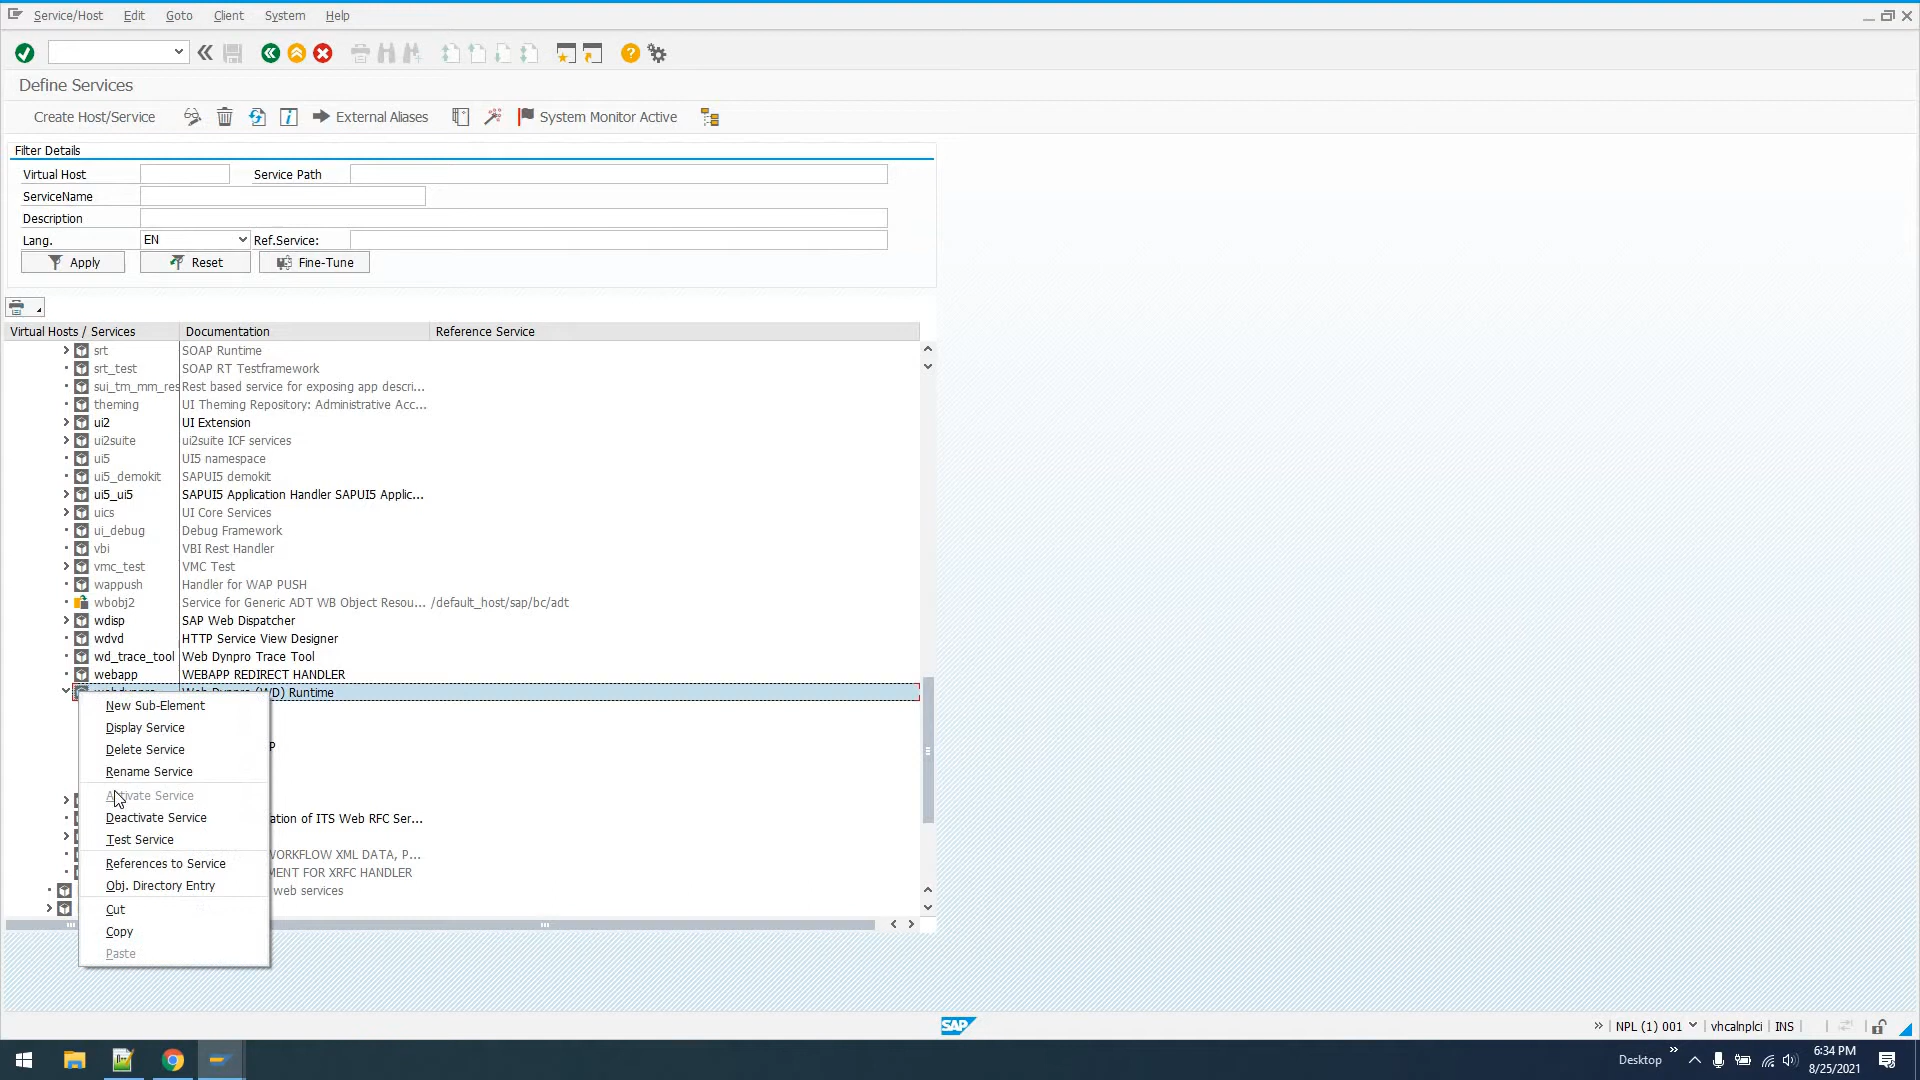 Service/Host Edit Goto Client System Help
Define Services
Create Host/Service External Aliases System Monitor Active
Filter Details
Virtual Host Service Path
ServiceName
Description
Lang. EN Ref.Service:
Apply Reset Fine-Tune
Virtual Hosts / Services Documentation Reference Service
srt SOAP Runtime
srt_test SOAP RT Testframework
sui_tm_mm_res Rest based service for exposing app descri...
theming UI Theming Repository: Administrative Acc...
ui2 UI Extension
ui2suite ui2suite ICF services
ui5 UI5 namespace
ui5_demokit SAPUI5 demokit
ui5_ui5 SAPUI5 Application Handler SAPUI5 Applic...
uics UI Core Services
ui_debug Debug Framework
vbi VBI Rest Handler
vmc_test VMC Test
wappush Handler for WAP PUSH
wbobj2 Service for Generic ADT WB Object Resou... /default_host/sap/bc/adt
wdisp SAP Web Dispatcher
wdvd HTTP Service View Designer
wd_trace_tool Web Dynpro Trace Tool
webapp WEBAPP REDIRECT HANDLER
Web Dynpro (WD) Runtime
New Sub-Element
Display Service
P
Delete Service
Rename Service
Activate Service
Deactivate Service ation of ITS Web RFC Ser...
Test Service
WORKFLOW XML DATA, P...
References to Service
MENT FOR XRFC HANDLER
Obj. Directory Entry web services
Cut
Copy
Paste
SAP NPL (1) 001 vhcalnplci INS
Desktop 6:34 PM
8/25/2021